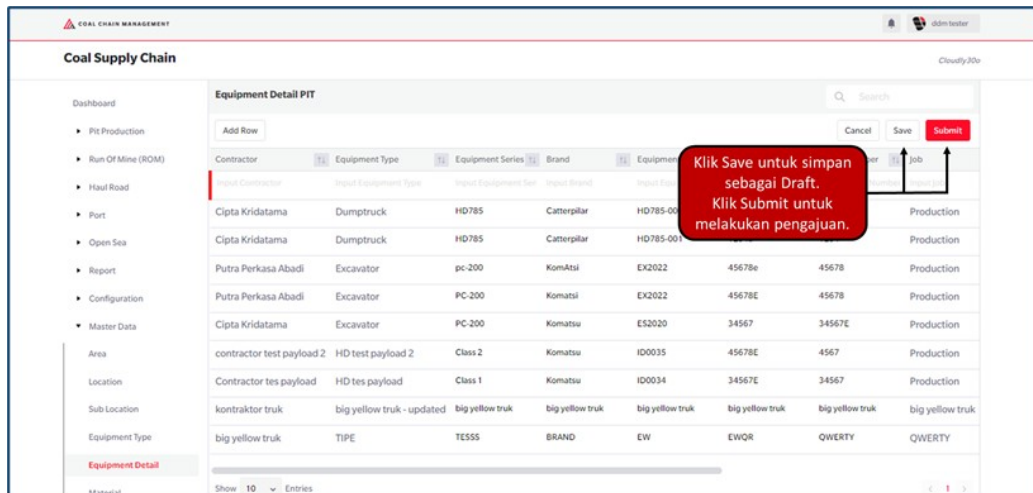 COAL CHAIN MANAGEMENT
ddm tester
Coal Supply Chain
Cloudly30o
Dashboard
Pit Production
Run Of Mine (ROM)
Haul Road
Port
Open Sea
Report
Configuration
Master Data
Area
Location
Sub Location
Equipment Type
Equipment Detail
Material
Equipment Detail PIT
Search
Add Row
Cancel Save Submit
Klik Save untuk simpan
sebagai Draft.
Klik Submit untuk
melakukan pengajuan.
Contractor Equipment Type Equipment Series Brand Job
Input Contractor Input Equipment Type Input Equipment Ser Input Brand
Cipta Kridatama Dumptruck HD785 Catterpilar Production
Cipta Kridatama Dumptruck HD785 Catterpilar HD785-001 Production
Putra Perkasa Abadi Excavator pc-200 KomAtsi EX2022 45678e 45678 Production
Putra Perkasa Abadi Excavator PC-200 Komatsi EX2022 45678E 45678 Production
Cipta Kridatama Excavator PC-200 Komatsu ES2020 34567 34567E Production
contractor test payload 2 HD test payload 2 Class 2 Komatsu ID0035 45678E 4567 Production
Contractor tes payload HD tes payload Class 1 Komatsu ID0034 34567E 34567 Production
kontraktor truk big yellow truk - updated big yellow truk big yellow truk big yellow truk big yellow truk big yellow truk big yellow truk
big yellow truk TIPE TESSS BRAND EW EWQR QWERTY QWERTY
Show 10 Entries
1